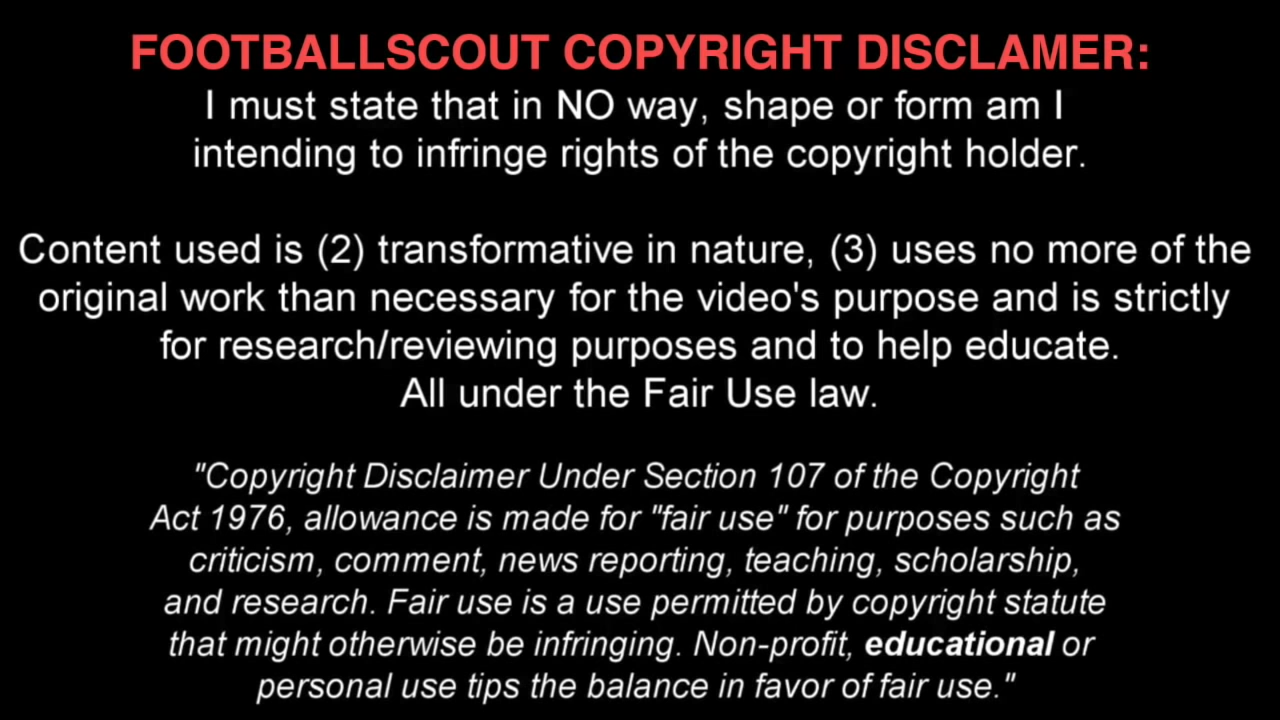 FOOTBALLSCOUT COPYRIGHT DISCLAMER:
I must state that in NO way, shape or form am I
intending to infringe rights of the copyright holder.
Content used is (2) transformative in nature, (3) uses no more of the
original work than necessary for the video's purpose and is strictly
for research/reviewing purposes and to help educate.
All under the Fair Use law.
"Copyright Disclaimer Under Section 107 of the Copyright
Act 1976, allowance is made for "fair use" for purposes such as
criticism, comment, news reporting, teaching, scholarship,
and research. Fair use is a use permitted by copyright statute
that might otherwise be infringing. Non-profit, educational or
personal use tips the balance in favor of fair use."